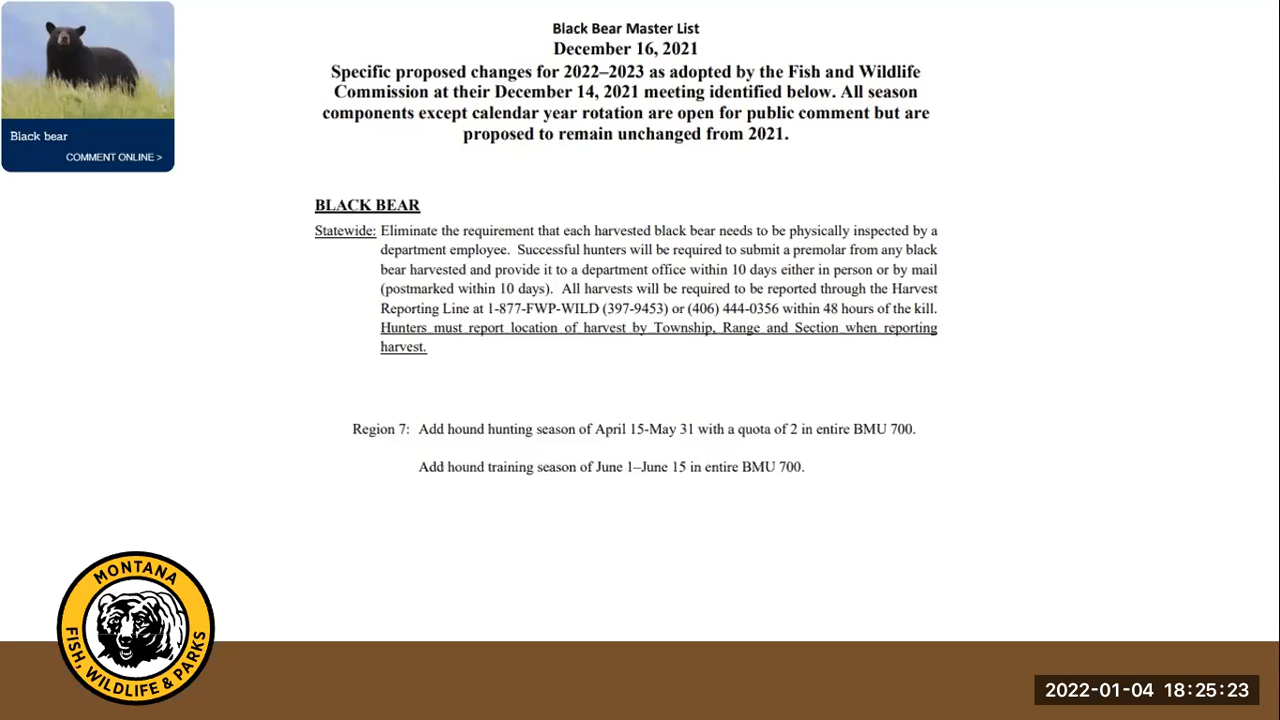 Black bear
COMMENT ONLINE >
Black Bear Master List
December 16, 2021
Specific proposed changes for 2022–2023 as adopted by the Fish and Wildlife
Commission at their December 14, 2021 meeting identified below. All season
components except calendar year rotation are open for public comment but are
proposed to remain unchanged from 2021.
BLACK BEAR
Statewide: Eliminate the requirement that each harvested black bear needs to be physically inspected by a
department employee. Successful hunters will be required to submit a premolar from any black
bear harvested and provide it to a department office within 10 days either in person or by mail
(postmarked within 10 days). All harvests will be required to be reported through the Harvest
Reporting Line at 1-877-FWP-WILD (397-9453) or (406) 444-0356 within 48 hours of the kill.
Hunters must report location of harvest by Township, Range and Section when reporting
harvest.
Region 7: Add hound hunting season of April 15-May 31 with a quota of 2 in entire BMU 700.
Add hound training season of June 1–June 15 in entire BMU 700.
MONTANA
FISH, WILDLIFE & PARKS
2022-01-04 18:25:23